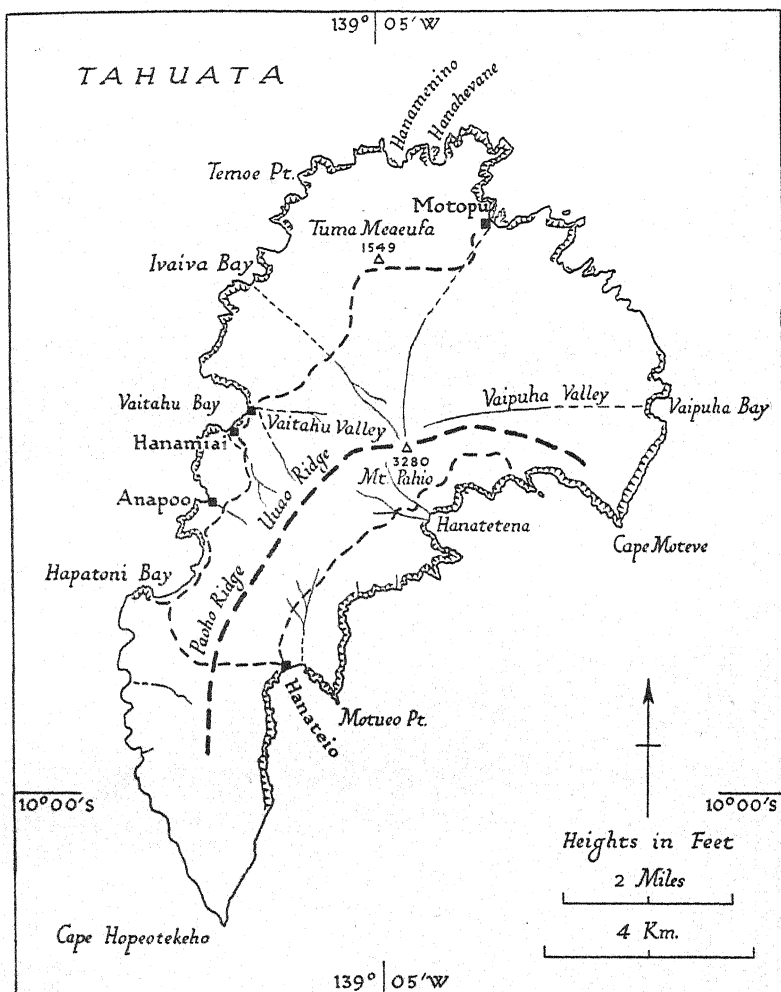 139° 05'W
TAHUATA
Hanamenino
Hanahevane
Temoe Pt.
Motopu
Tuma Meaeufa
1549
Ivaiva Bay
Vaitahu Bay
Vaitahu Valley
Vaipuha Valley
Vaipuha Bay
Hanamiai
3280
Mt. Pahio
Uuao Ridge
Anapoo
Hanatetena
Cape Moteve
Hapatoni Bay
Paoho Ridge
Hanateio
Motueo Pt.
10°00's
10°00's
Heights in Feet
2 Miles
4 Km.
Cape Hopeotekeho
139° 05'W